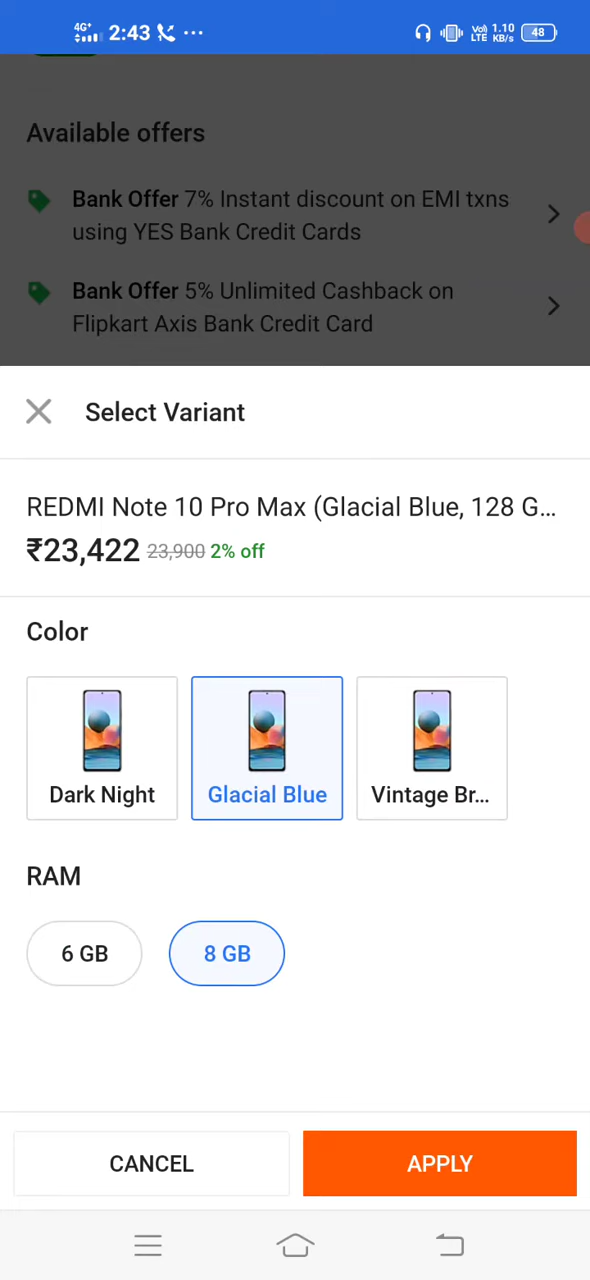 4G+ 2:43 ... VoI) LTE 1.10 KB/s 48
Available offers
Bank Offer 7% Instant discount on EMI txns
using YES Bank Credit Cards
Bank Offer 5% Unlimited Cashback on
Flipkart Axis Bank Credit Card
Select Variant
REDMI Note 10 Pro Max (Glacial Blue, 128 G...
₹23,422 23,900 2% off
Color
Dark Night Glacial Blue Vintage Br...
RAM
6 GB 8 GB
CANCEL APPLY